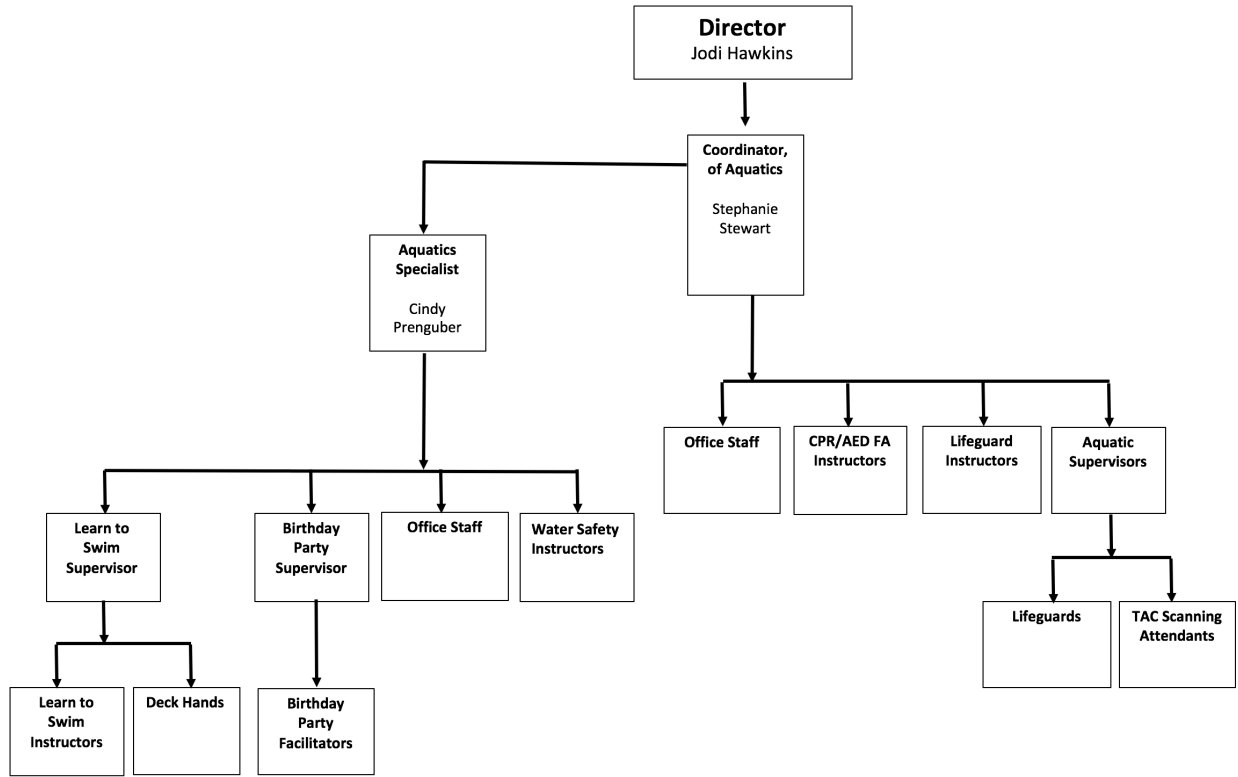 Director
Jodi Hawkins
Coordinator,
of Aquatics
Stephanie
Stewart
Aquatics
Specialist
Cindy
Prenguber
Office Staff
CPR/AED FA
Instructors
Lifeguard
Instructors
Aquatic
Supervisors
Learn to
Swim
Supervisor
Birthday
Party
Supervisor
Office Staff
Water Safety
Instructors
Lifeguards
TAC Scanning
Attendants
Learn to
Swim
Instructors
Deck Hands
Birthday
Party
Facilitators